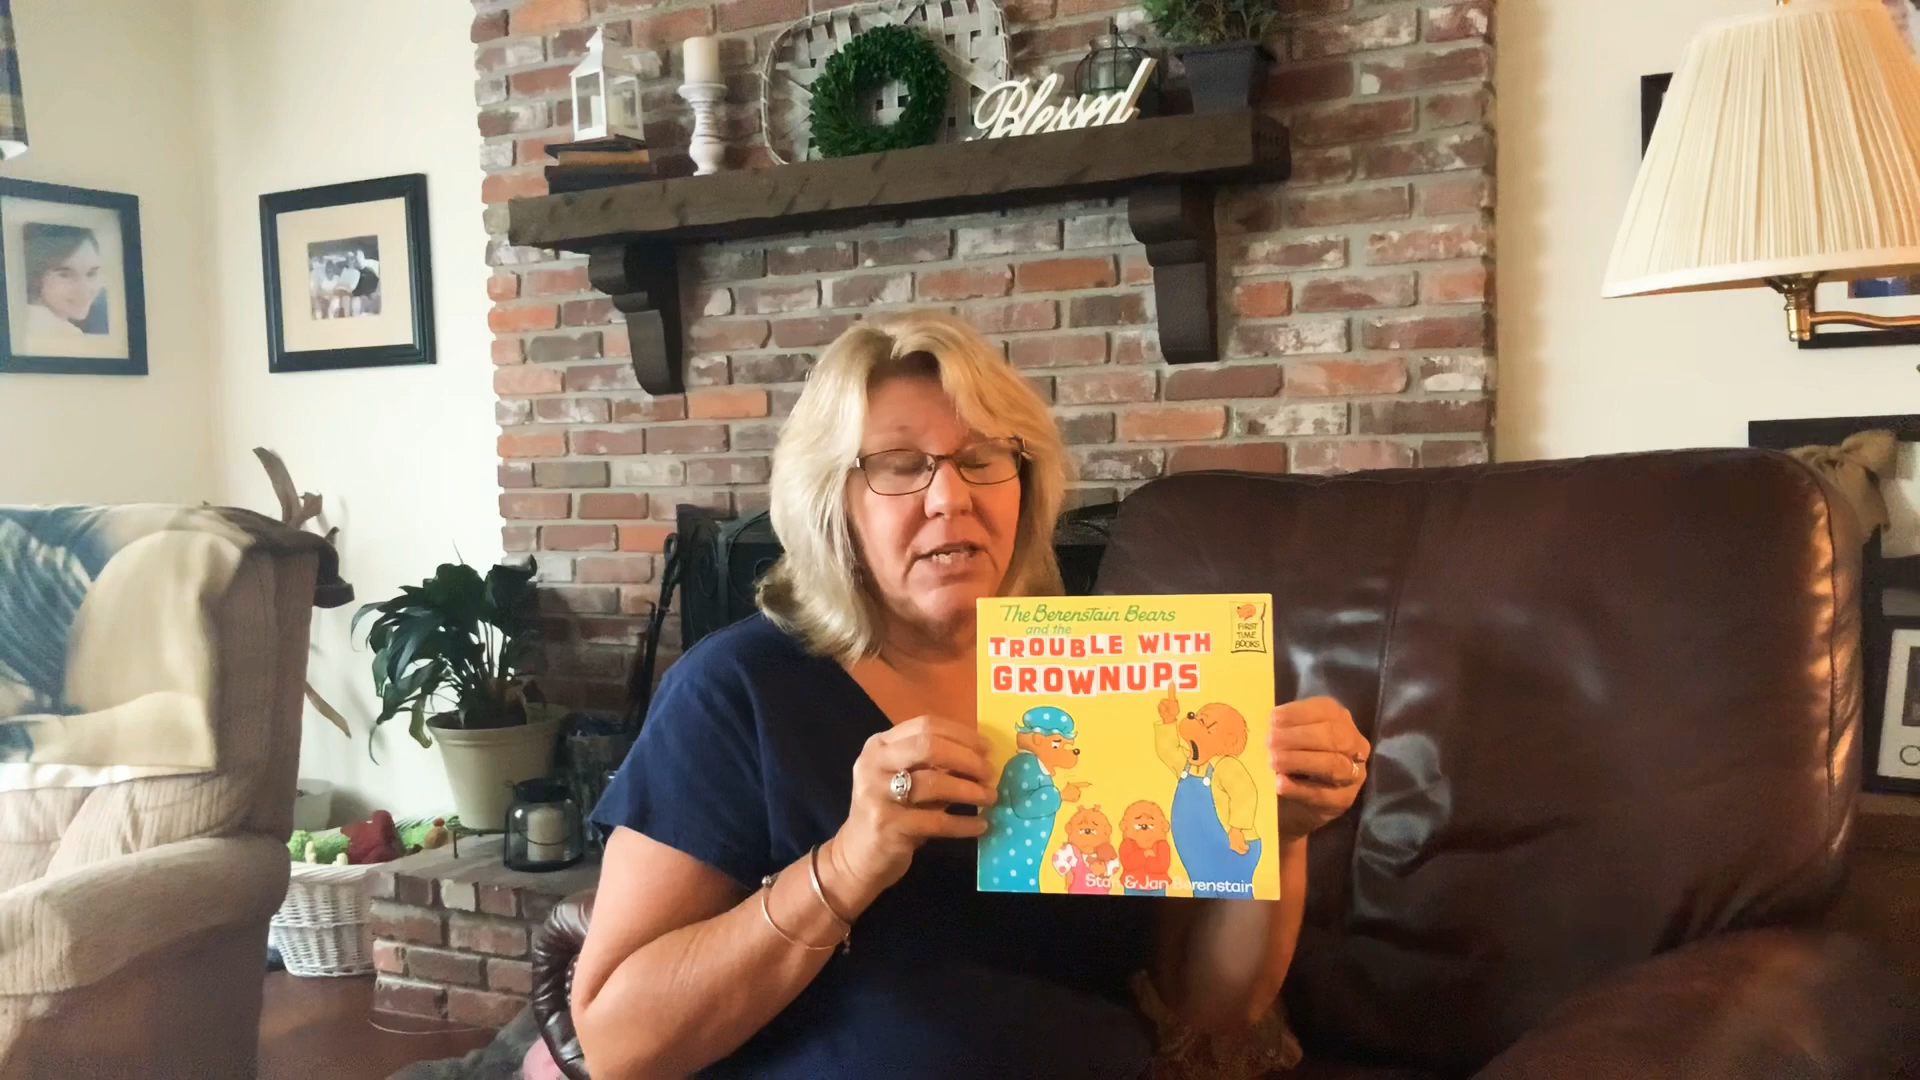 Blessed
The Berenstain Bears
and the
TROUBLE WITH
GROWNUPS
FIRST
TIME
BOOKS
Stan & Jan Berenstain